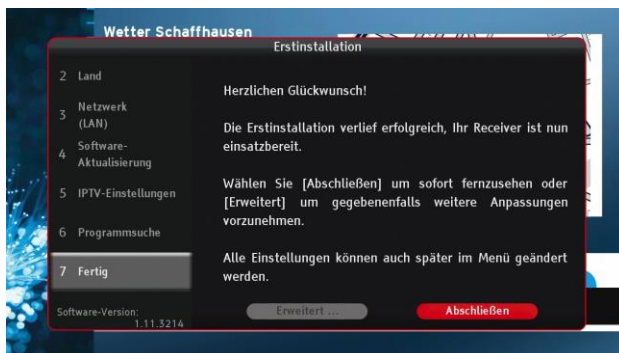 Wetter Schaffhausen
Erstinstallation
2 Land
3 Netzwerk
(LAN)
4 Software-
Aktualisierung
5 IPTV-Einstellungen
6 Programmsuche
7 Fertig
Software-Version:
1.11.3214
Herzlichen Glückwunsch!
Die Erstinstallation verlief erfolgreich, Ihr Receiver ist nun
einsatzbereit.
Wählen Sie [Abschließen] um sofort fernzusehen oder
[Erweitert] um gegebenenfalls weitere Anpassungen
vorzunehmen.
Alle Einstellungen können auch später im Menü geändert
werden.
Erweitert ...
Abschließen